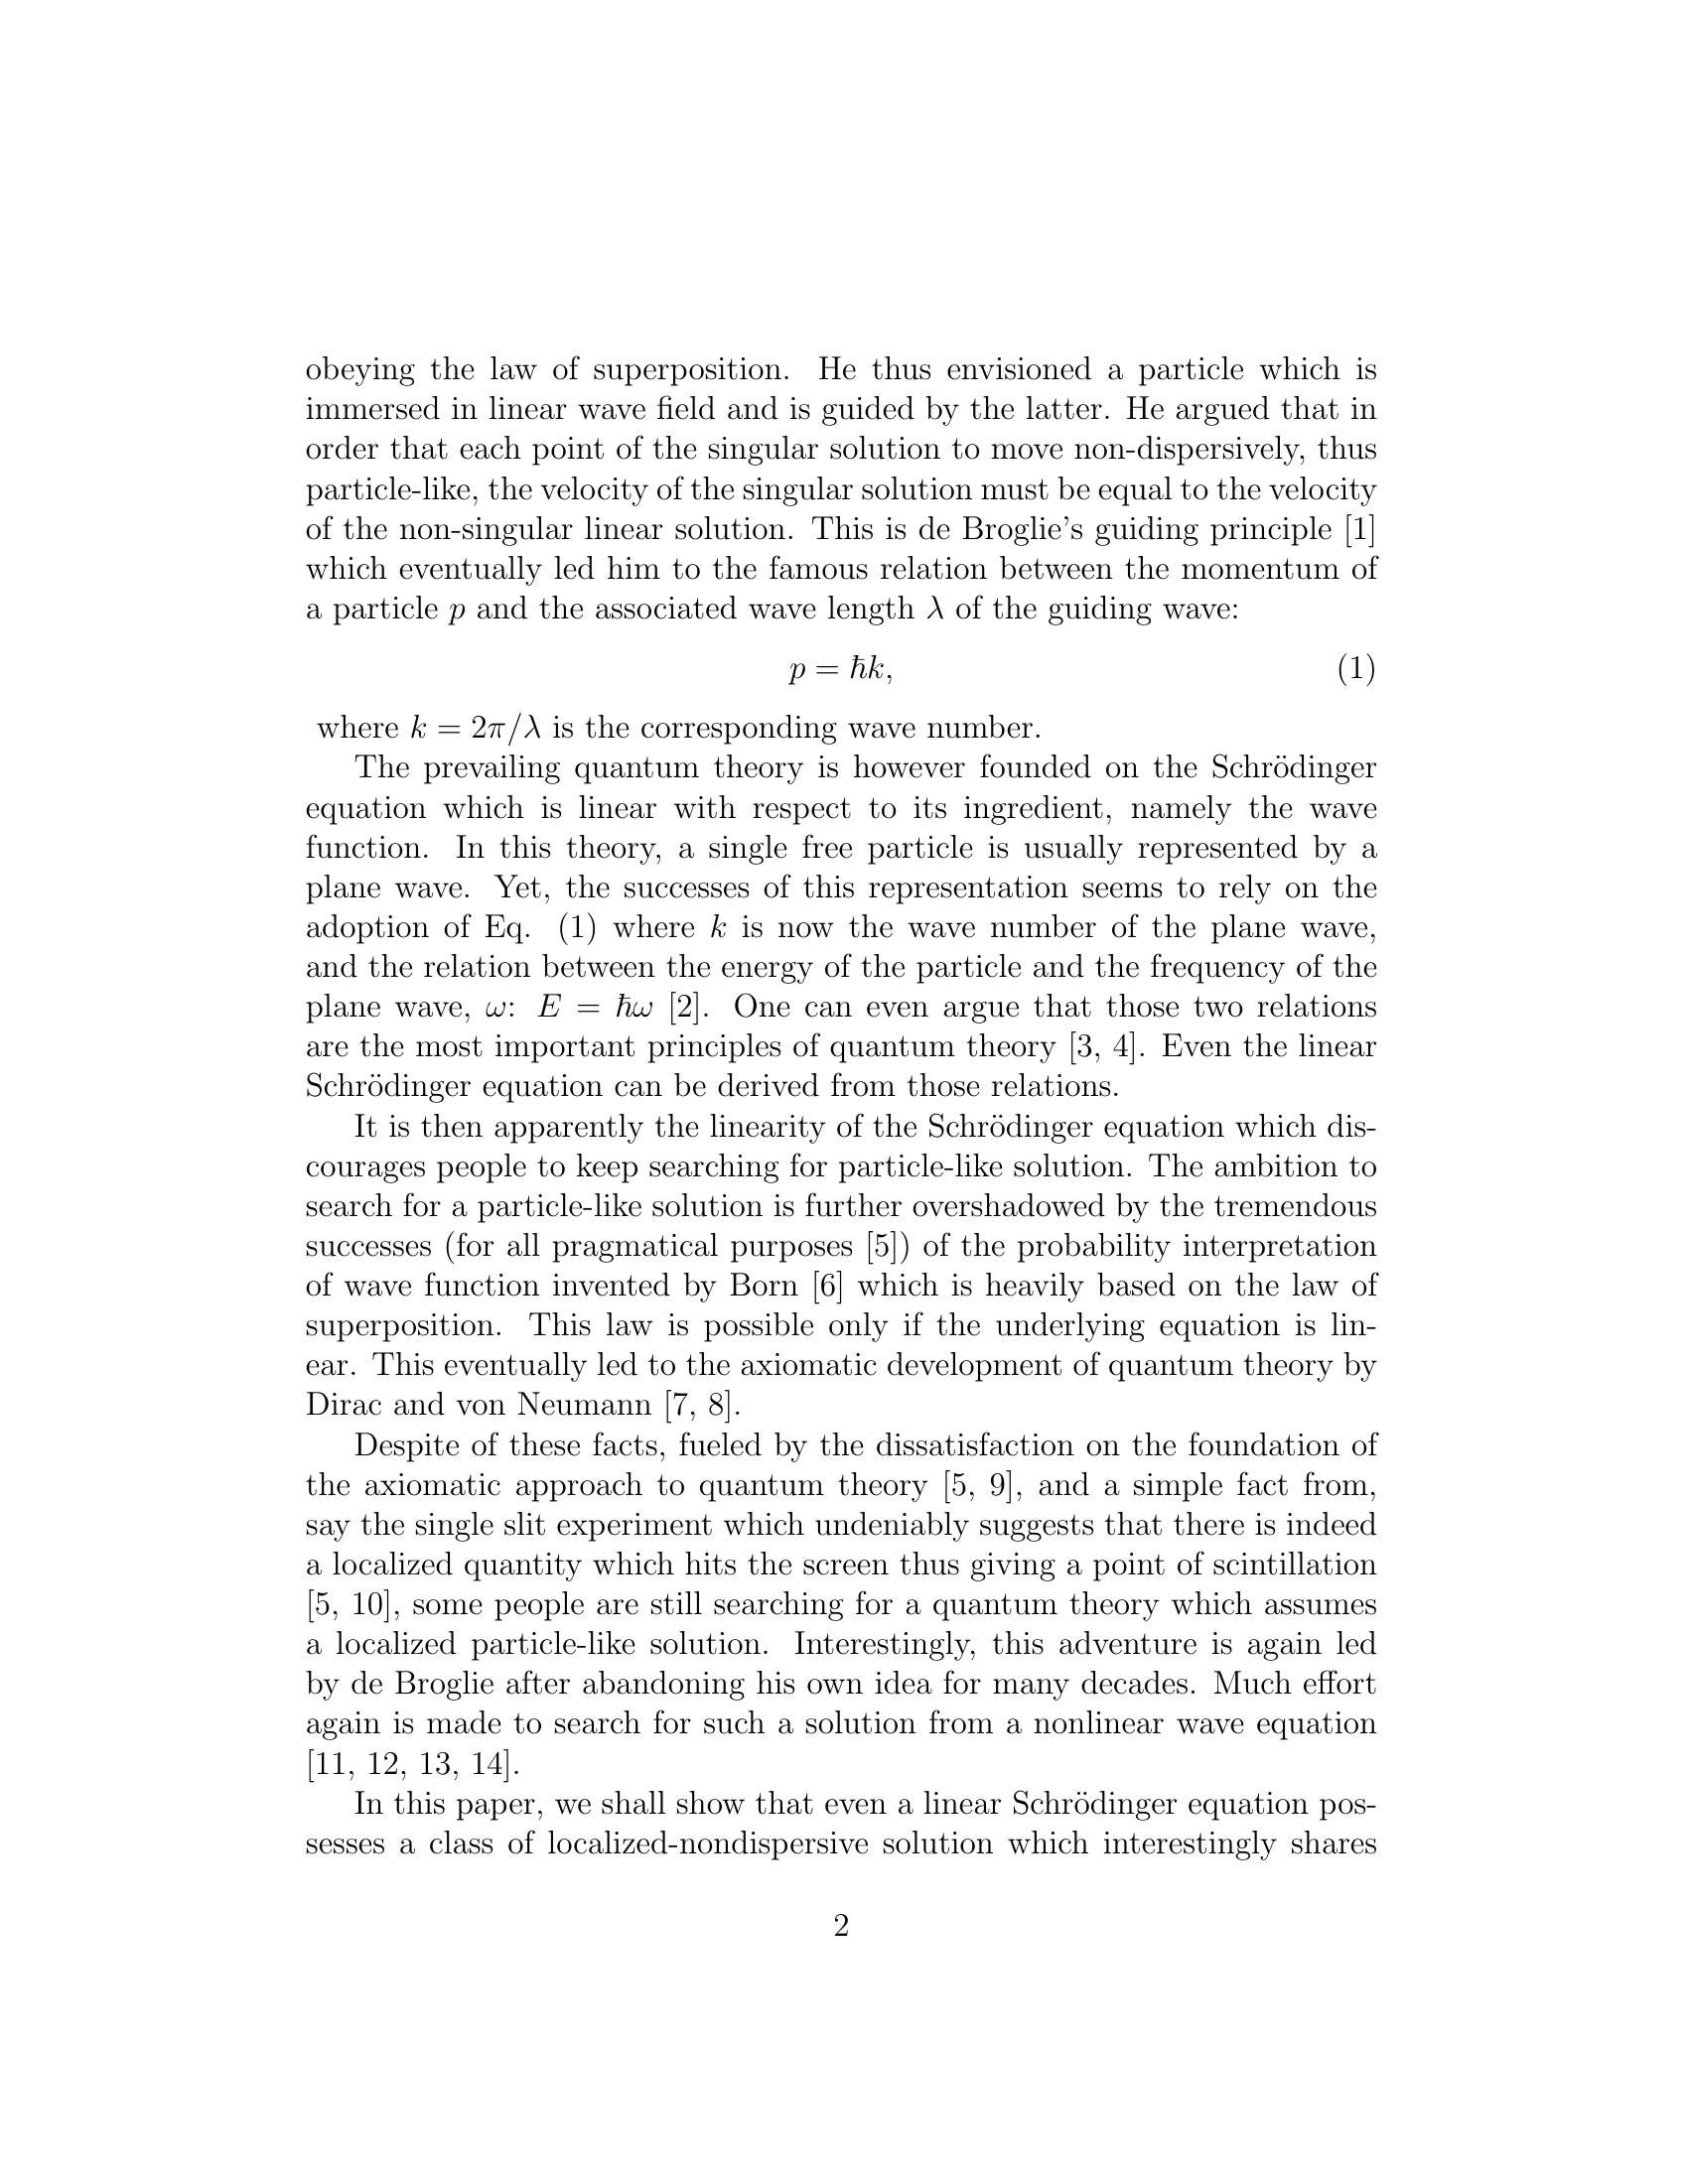 obeying the law of superposition. He thus envisioned a particle which is
immersed in linear wave field and is guided by the latter. He argued that in
order that each point of the singular solution to move non-dispersively, thus
particle-like, the velocity of the singular solution must be equal to the velocity
of the non-singular linear solution. This is de Broglie's guiding principle [1]
which eventually led him to the famous relation between the momentum of
a particle p and the associated wave length λ of the guiding wave:
p = ħk, (1)
where k = 2π/λ is the corresponding wave number.
The prevailing quantum theory is however founded on the Schrödinger
equation which is linear with respect to its ingredient, namely the wave
function. In this theory, a single free particle is usually represented by a
plane wave. Yet, the successes of this representation seems to rely on the
adoption of Eq. (1) where k is now the wave number of the plane wave,
and the relation between the energy of the particle and the frequency of the
plane wave, ω: E = ħω [2]. One can even argue that those two relations
are the most important principles of quantum theory [3, 4]. Even the linear
Schrödinger equation can be derived from those relations.
It is then apparently the linearity of the Schrödinger equation which dis-
courages people to keep searching for particle-like solution. The ambition to
search for a particle-like solution is further overshadowed by the tremendous
successes (for all pragmatical purposes [5]) of the probability interpretation
of wave function invented by Born [6] which is heavily based on the law of
superposition. This law is possible only if the underlying equation is lin-
ear. This eventually led to the axiomatic development of quantum theory by
Dirac and von Neumann [7, 8].
Despite of these facts, fueled by the dissatisfaction on the foundation of
the axiomatic approach to quantum theory [5, 9], and a simple fact from,
say the single slit experiment which undeniably suggests that there is indeed
a localized quantity which hits the screen thus giving a point of scintillation
[5, 10], some people are still searching for a quantum theory which assumes
a localized particle-like solution. Interestingly, this adventure is again led
by de Broglie after abandoning his own idea for many decades. Much effort
again is made to search for such a solution from a nonlinear wave equation
[11, 12, 13, 14].
In this paper, we shall show that even a linear Schrödinger equation pos-
sesses a class of localized-nondispersive solution which interestingly shares
2